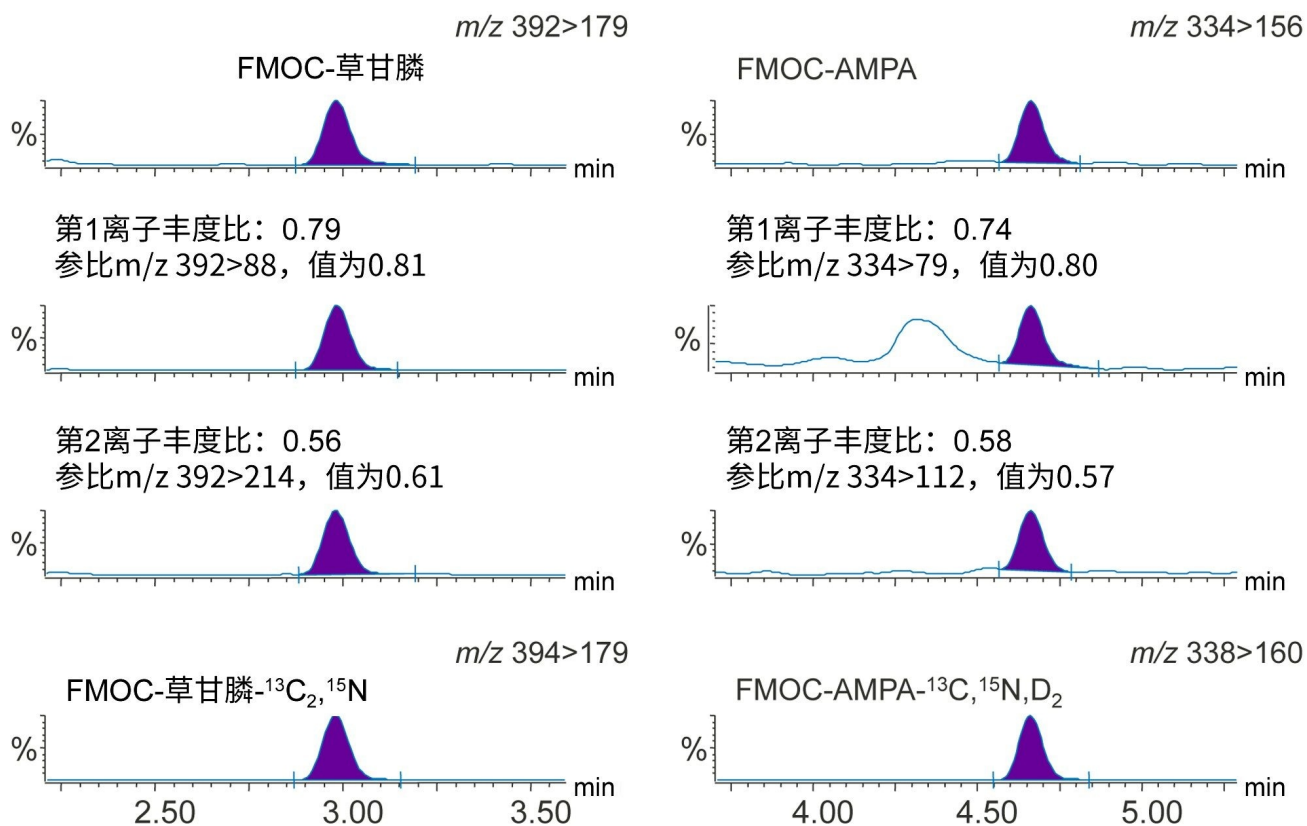 m/z 392>179
FMOC-草甘膦
%
min
第1离子丰度比：0.79
参比m/z 392>88，值为0.81
%
min
第2离子丰度比：0.56
参比m/z 392>214，值为0.61
%
min
m/z 394>179
FMOC-草甘膦-¹³C₂,¹⁵N
%
min
2.50 3.00 3.50
m/z 334>156
FMOC-AMPA
%
min
第1离子丰度比：0.74
参比m/z 334>79，值为0.80
%
min
第2离子丰度比：0.58
参比m/z 334>112，值为0.57
%
min
m/z 338>160
FMOC-AMPA-¹³C,¹⁵N,D₂
%
min
4.00 4.50 5.00